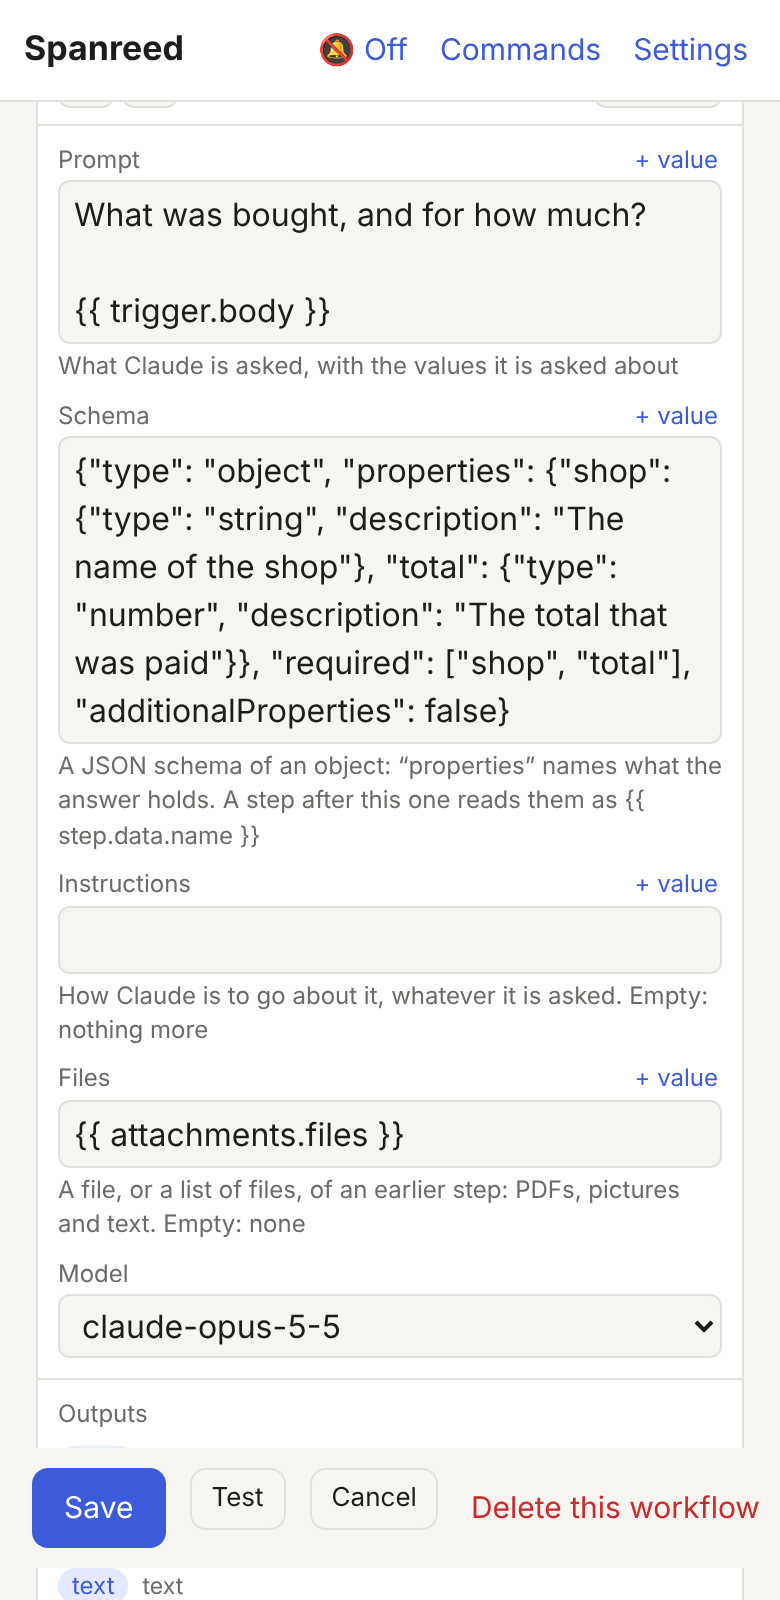 Spanreed
Off Commands Settings
Prompt + value
What was bought, and for how much?
{{ trigger.body }}
What Claude is asked, with the values it is asked about
Schema + value
{"type": "object", "properties": {"shop":
{"type": "string", "description": "The
name of the shop"}, "total": {"type":
"number", "description": "The total that
was paid"}}, "required": ["shop", "total"],
"additionalProperties": false}
A JSON schema of an object: “properties” names what the
answer holds. A step after this one reads them as {{
step.data.name }}
Instructions + value
How Claude is to go about it, whatever it is asked. Empty:
nothing more
Files + value
{{ attachments.files }}
A file, or a list of files, of an earlier step: PDFs, pictures
and text. Empty: none
Model
claude-opus-5-5
Outputs
Save Test Cancel Delete this workflow
text text